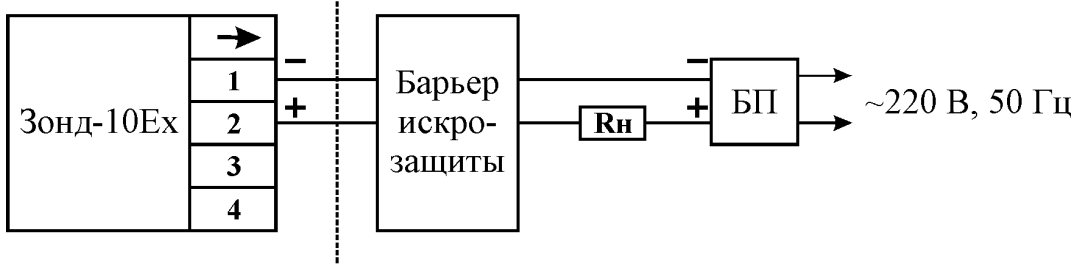 Зонд-10Ex
1
2
3
4
−
+
Барьер
искро-
защиты
Rн
−
+
БП
~220 В, 50 Гц